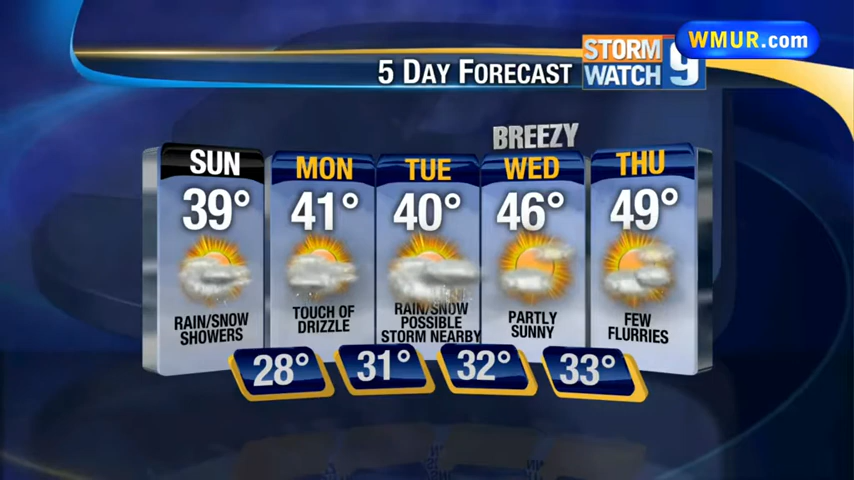 WMUR.com
5 DAY FORECAST
STORM
WATCH 9
BREEZY
SUN
39°
RAIN/SNOW
SHOWERS
MON
41°
TOUCH OF
DRIZZLE
TUE
40°
RAIN/SNOW
POSSIBLE
STORM NEARBY
WED
46°
PARTLY
SUNNY
THU
49°
FEW
FLURRIES
28°
31°
32°
33°